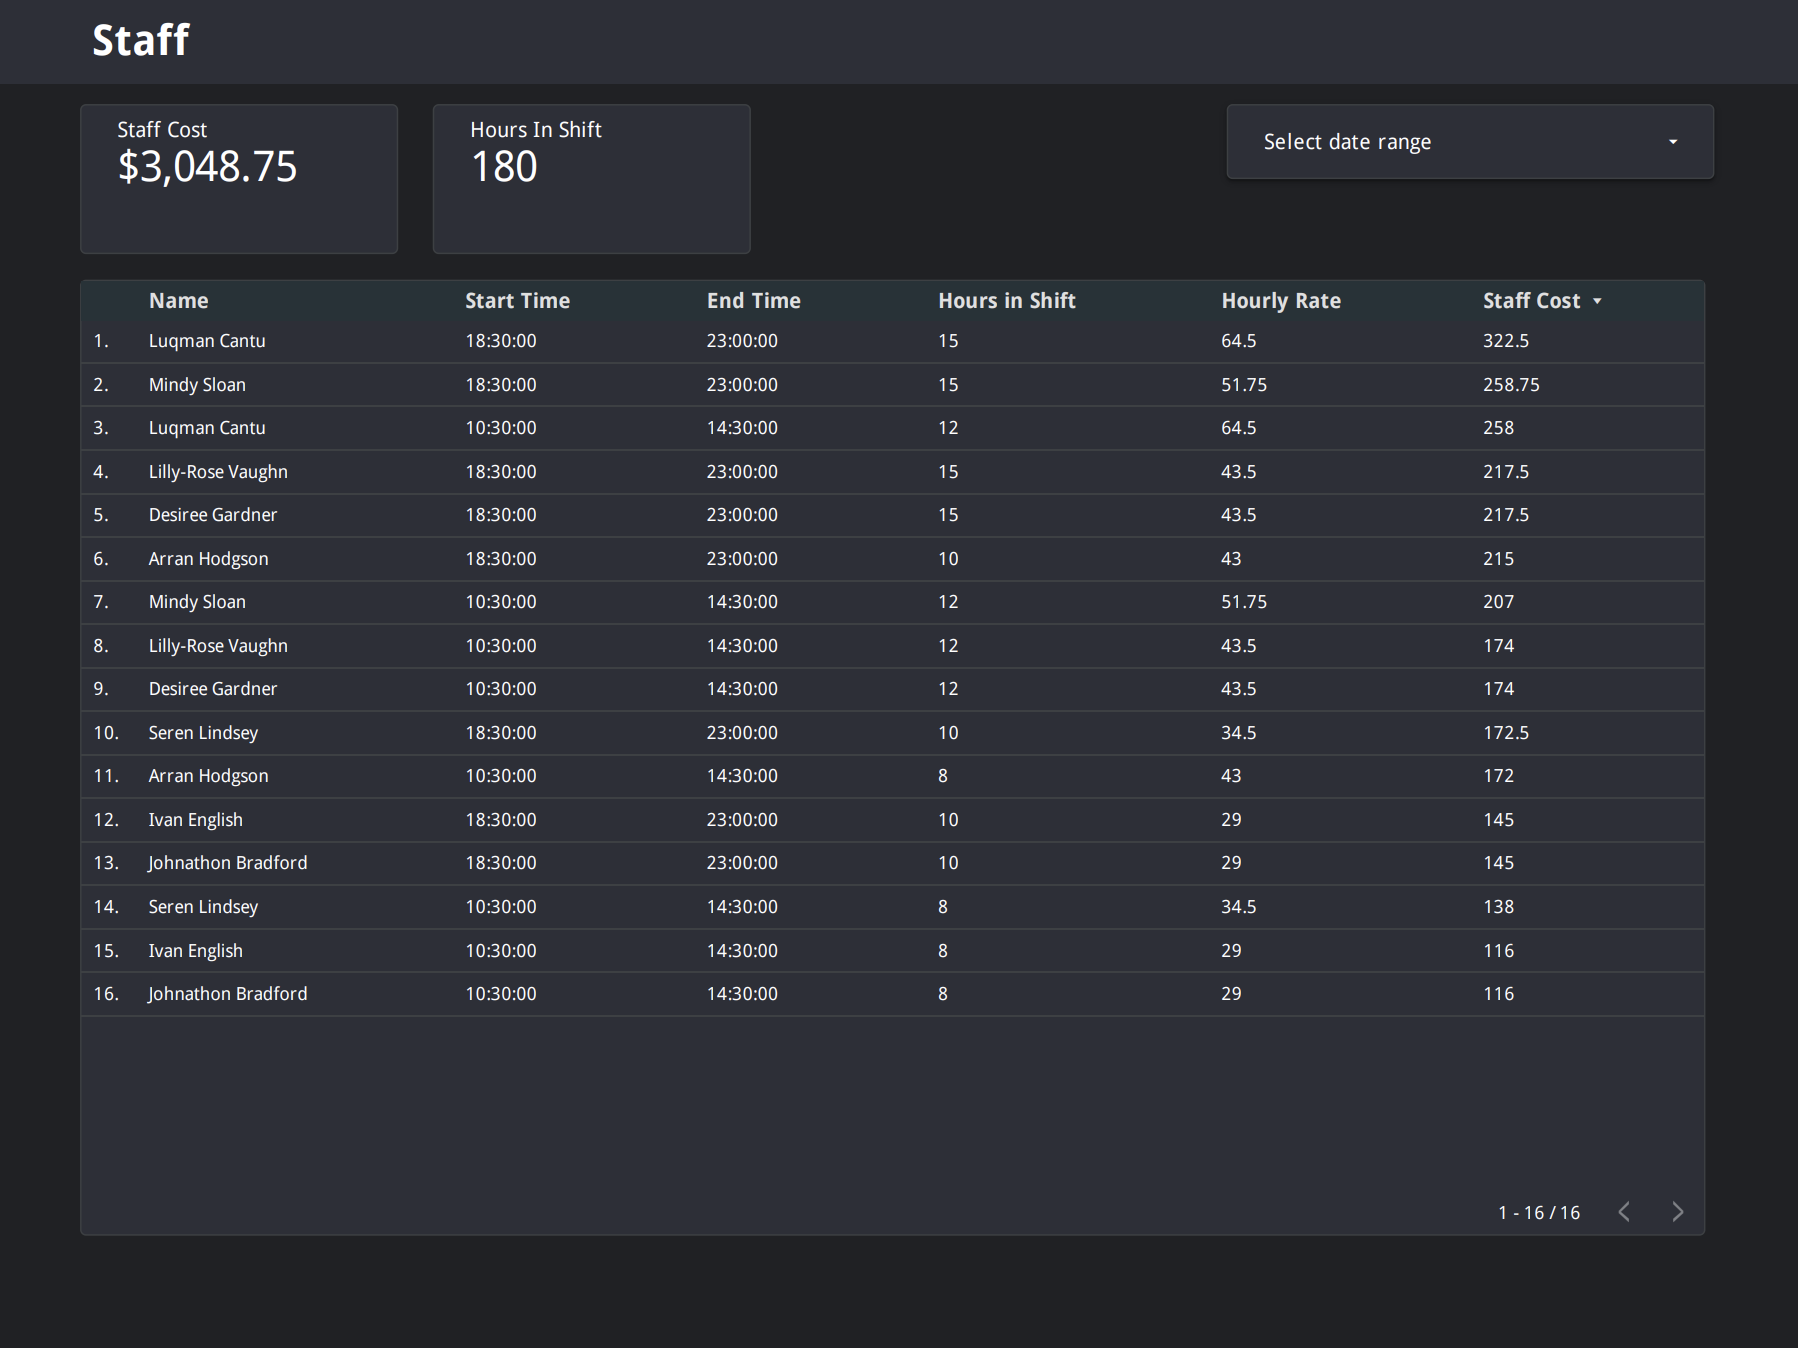 Staff
Staff Cost
$3,048.75
Hours In Shift
180
Select date range
Name Start Time End Time Hours in Shift Hourly Rate Staff Cost
1. Luqman Cantu 18:30:00 23:00:00 15 64.5 322.5
2. Mindy Sloan 18:30:00 23:00:00 15 51.75 258.75
3. Luqman Cantu 10:30:00 14:30:00 12 64.5 258
4. Lilly-Rose Vaughn 18:30:00 23:00:00 15 43.5 217.5
5. Desiree Gardner 18:30:00 23:00:00 15 43.5 217.5
6. Arran Hodgson 18:30:00 23:00:00 10 43 215
7. Mindy Sloan 10:30:00 14:30:00 12 51.75 207
8. Lilly-Rose Vaughn 10:30:00 14:30:00 12 43.5 174
9. Desiree Gardner 10:30:00 14:30:00 12 43.5 174
10. Seren Lindsey 18:30:00 23:00:00 10 34.5 172.5
11. Arran Hodgson 10:30:00 14:30:00 8 43 172
12. Ivan English 18:30:00 23:00:00 10 29 145
13. Johnathon Bradford 18:30:00 23:00:00 10 29 145
14. Seren Lindsey 10:30:00 14:30:00 8 34.5 138
15. Ivan English 10:30:00 14:30:00 8 29 116
16. Johnathon Bradford 10:30:00 14:30:00 8 29 116
1 - 16 / 16